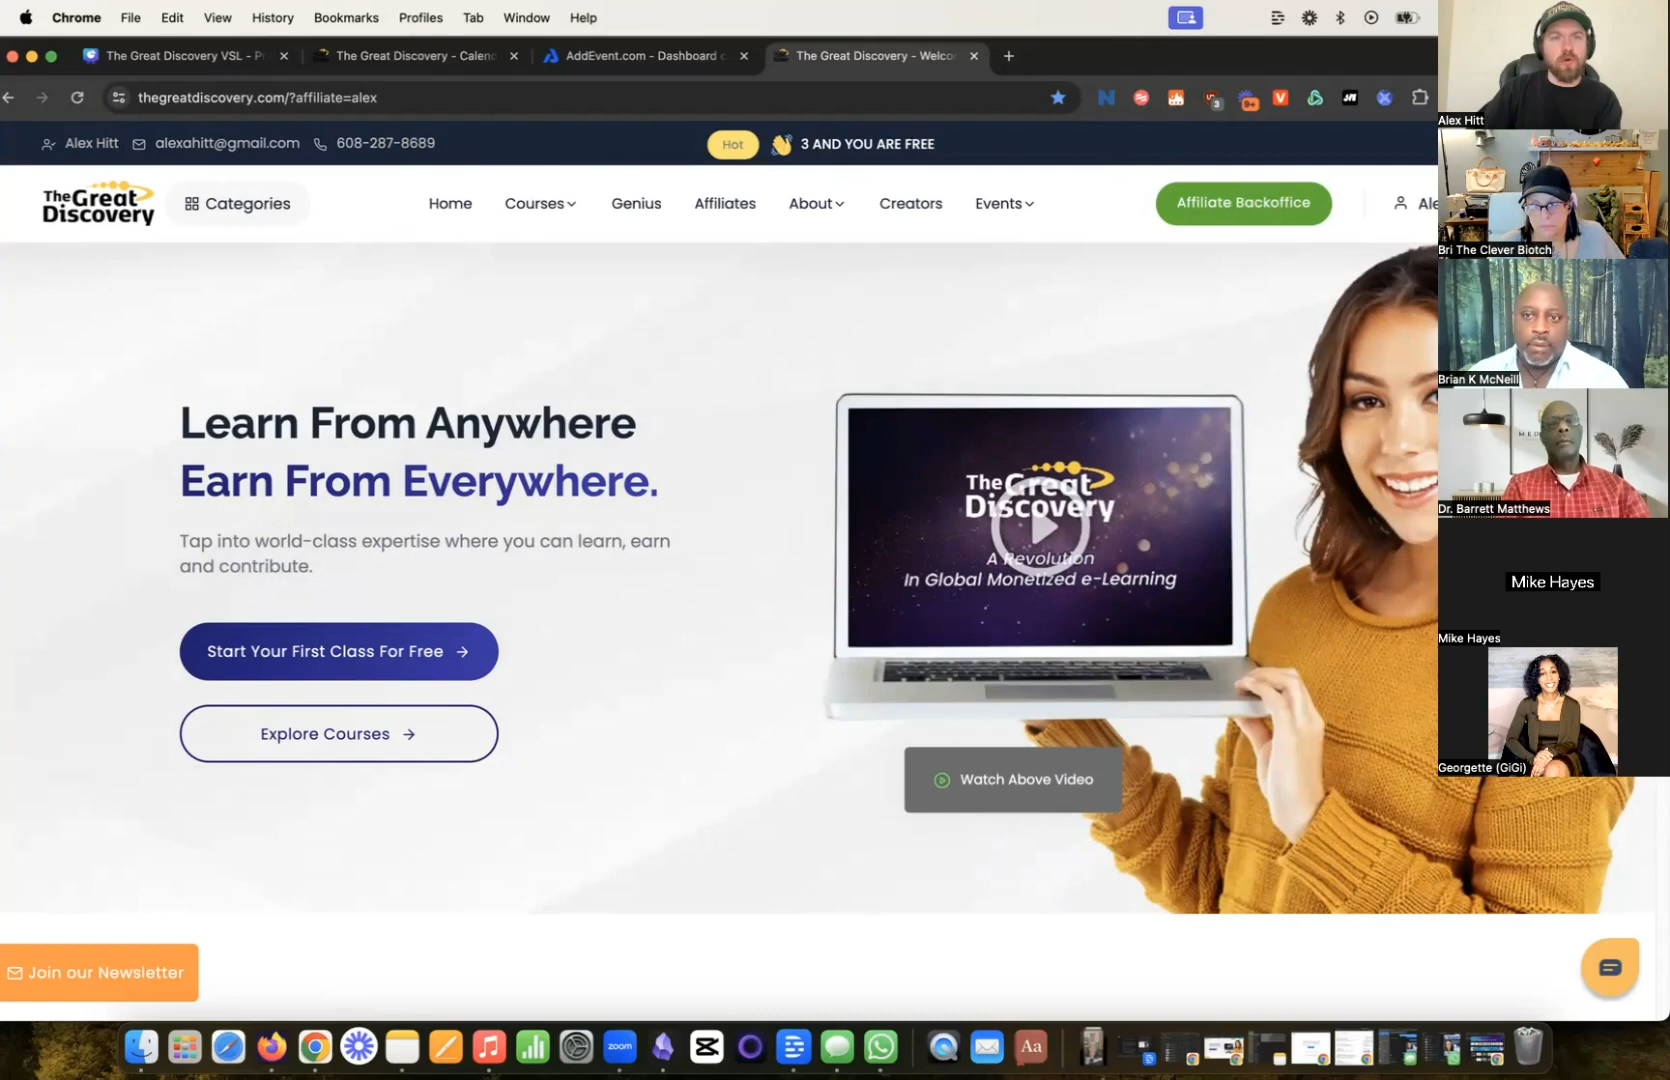 Chrome File Edit View History Bookmarks Profiles Tab Window Help
The Great Discovery VSL - Pr
The Great Discovery - Calend
AddEvent.com - Dashboard
The Great Discovery - Welco
thegreatdiscovery.com/?affiliate=alex
3
9+
Alex Hitt alexahitt@gmail.com 608-287-8689
Hot 3 AND YOU ARE FREE
The Great Discovery
Categories
Home Courses Genius Affiliates About Creators Events
Affiliate Backoffice
Ale
Learn From Anywhere
Earn From Everywhere.
Tap into world-class expertise where you can learn, earn
and contribute.
Start Your First Class For Free
Explore Courses
The Great
Discovery
A Revolution
In Global Monetized e-Learning
Watch Above Video
Join our Newsletter
Alex Hitt
Bri The Clever Biotch
Brian K McNeill
MED
Dr. Barrett Matthews
Mike Hayes
Mike Hayes
Georgette (GiGi)
zoom
Aa